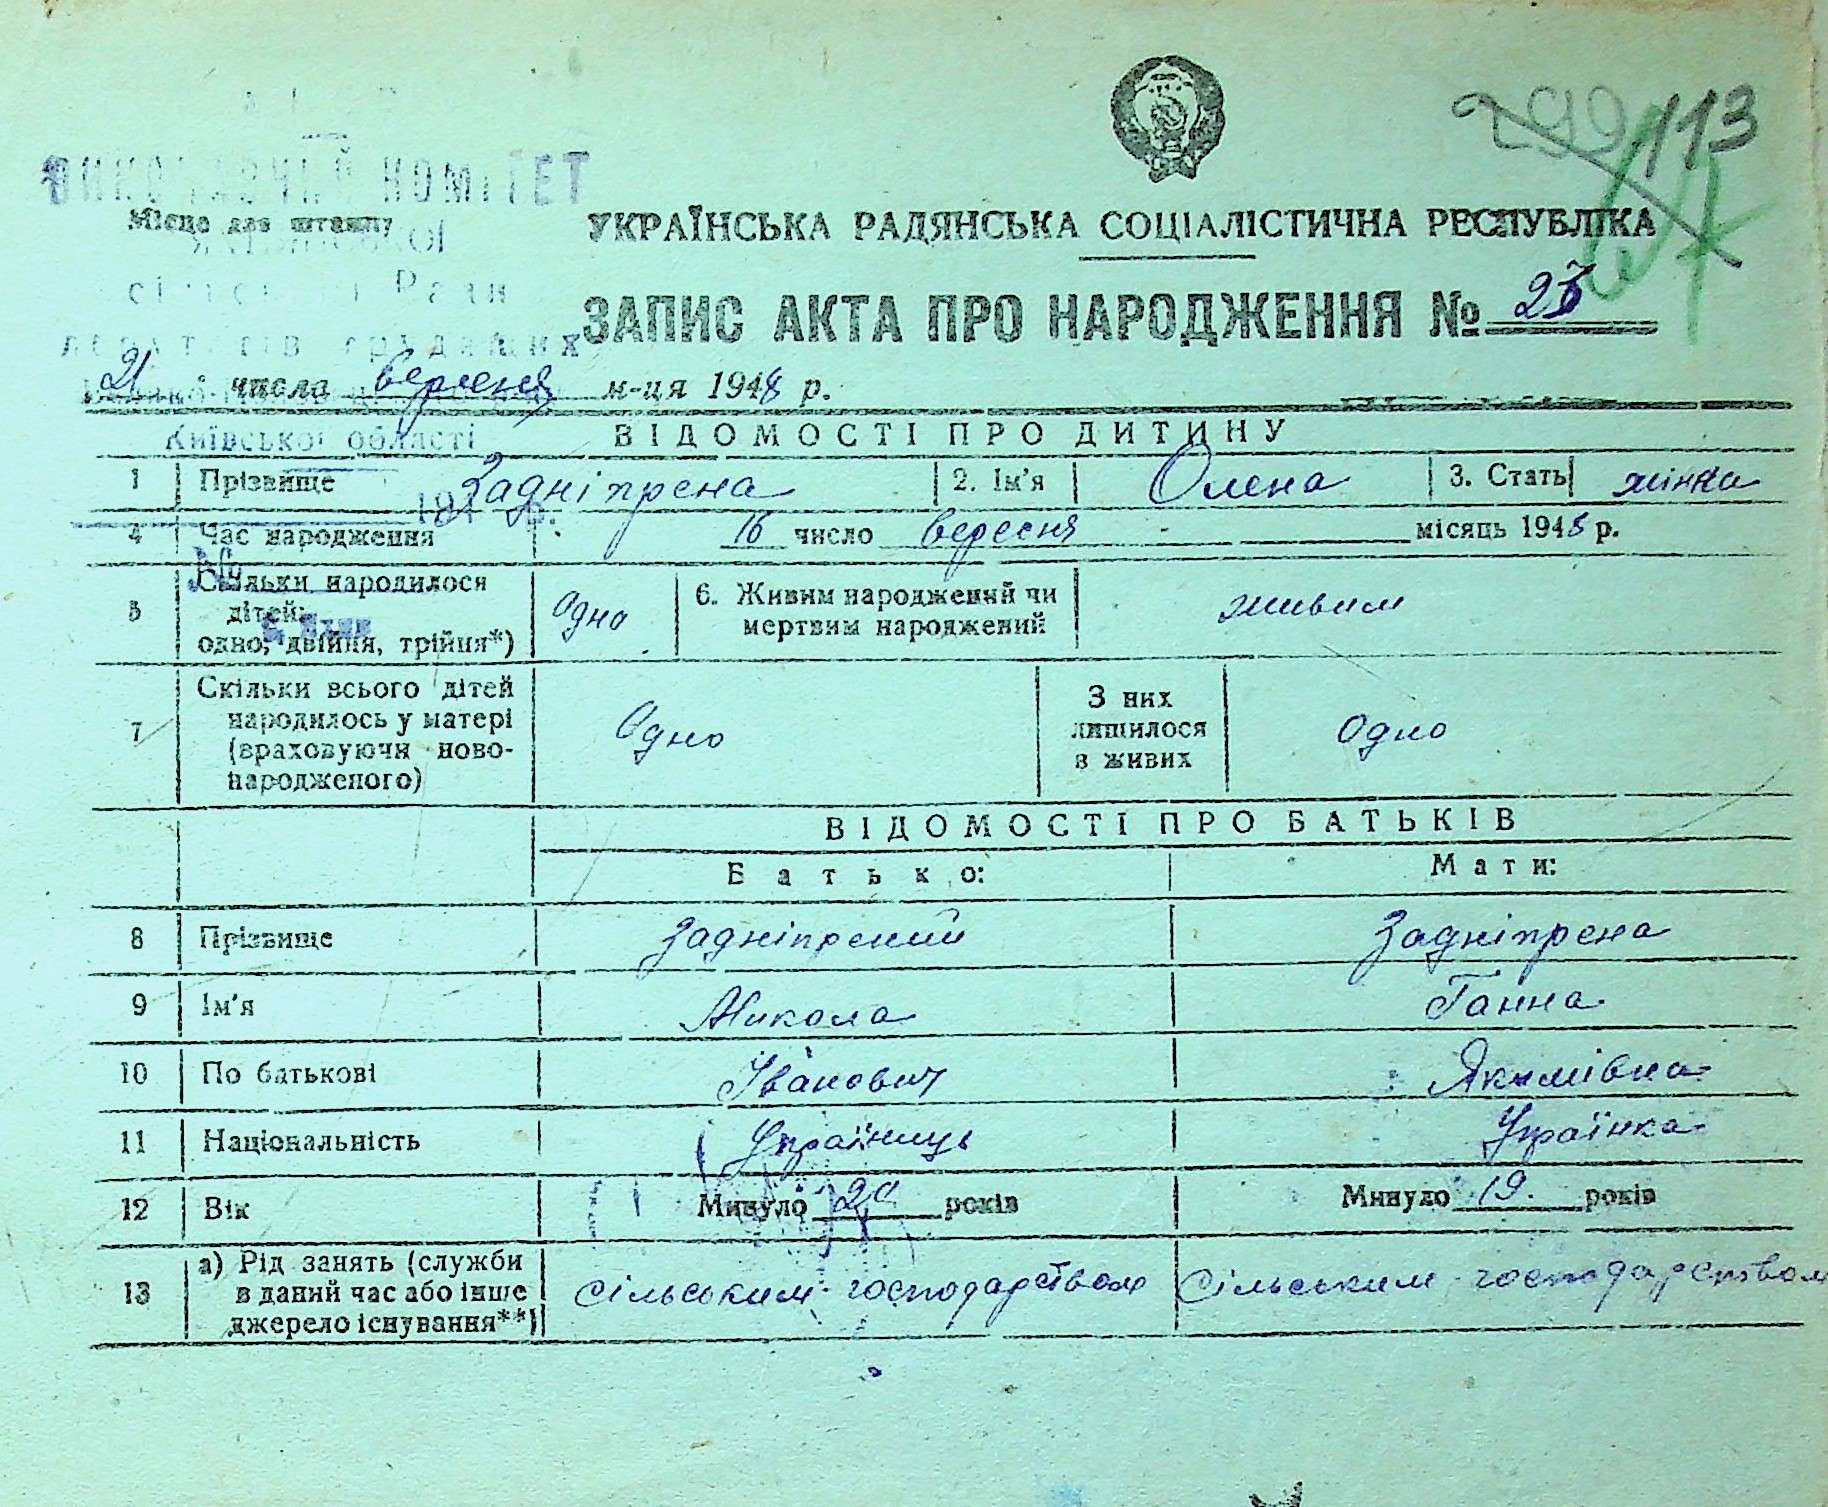 113
ВИКОНАВЧИЙ КОМІТЕТ
Місце для штампу
УКРАЇНСЬКА РАДЯНСЬКА СОЦІАЛІСТИЧНА РЕСПУБЛІКА
ЗАПИС АКТА ПРО НАРОДЖЕННЯ №
21 числа вересня м-ця 1948 р.
Київської області
ВІДОМОСТІ ПРО ДИТИНУ
1 Прізвище Задніпрена 2. Ім'я Олена 3. Стать жінка
4 Час народження 16 число вересня місяць 1948 р.
5 Скільки народилося дітей: одно, двійня, трійня*) Одно 6. Живим народжений чи мертвим народжений живим
7 Скільки всього дітей народилось у матері (враховуючи новонародженого) Одно З них лишилося в живих Одно
ВІДОМОСТІ ПРО БАТЬКІВ
Батько: Мати:
8 Прізвище Задніпрений Задніпрена
9 Ім'я Микола Ганна
10 По батькові Іванович Якимівна
11 Національність Українець Українка
12 Вік Минуло 20 років Минуло 19 років
13 а) Рід занять (служби в даний час або інше джерело існування**) сільським господарством сільським господарством